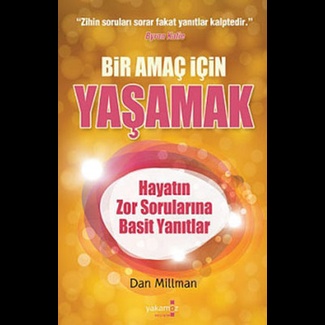 “Zihin soruları sorar fakat yanıtlar kalptedir.”
Byron Katie
BİR AMAÇ İÇİN
YAŞAMAK
Hayatın
Zor Sorularına
Basit Yanıtlar
Dan Millman
yakamoz